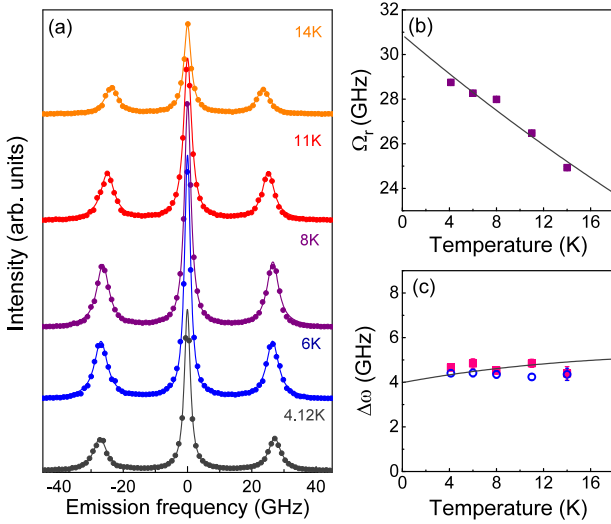 (a)
14K
11K
8K
6K
4.12K
Intensity (arb. units)
-40 -20 0 20 40
Emission frequency (GHz)
(b)
32
30
28
26
24
Ωr (GHz)
0 4 8 12 16
Temperature (K)
(c)
8
6
4
2
0
Δω (GHz)
0 4 8 12 16
Temperature (K)